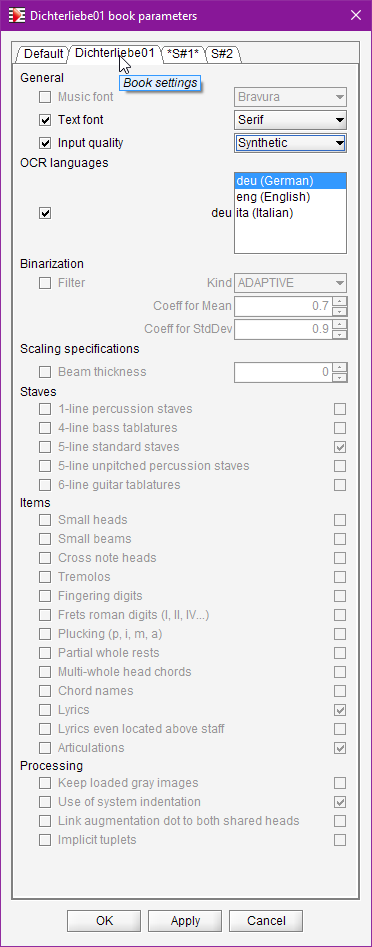 Dichterliebe01 book parameters
Default Dichterliebe01 *S#1* S#2
Book settings
General
Music font Bravura
Text font Serif
Input quality Synthetic
OCR languages
deu (German)
eng (English)
deu ita (Italian)
Binarization
Filter Kind ADAPTIVE
Coeff for Mean 0.7
Coeff for StdDev 0.9
Scaling specifications
Beam thickness 0
Staves
1-line percussion staves
4-line bass tablatures
5-line standard staves
5-line unpitched percussion staves
6-line guitar tablatures
Items
Small heads
Small beams
Cross note heads
Tremolos
Fingering digits
Frets roman digits (I, II, IV...)
Plucking (p, i, m, a)
Partial whole rests
Multi-whole head chords
Chord names
Lyrics
Lyrics even located above staff
Articulations
Processing
Keep loaded gray images
Use of system indentation
Link augmentation dot to both shared heads
Implicit tuplets
OK Apply Cancel